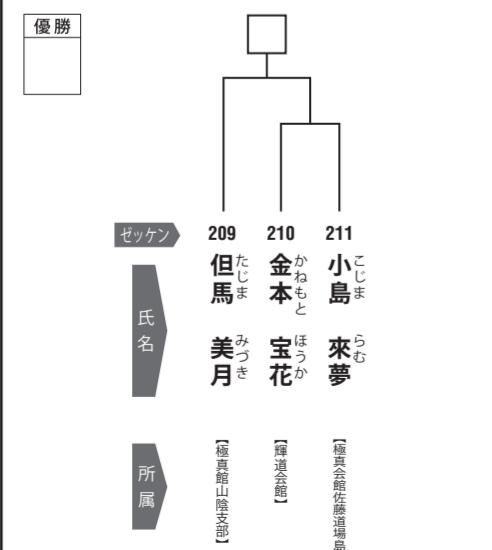 優勝
ゼッケン
209
210
211
氏名
但馬 美月
たじま みづき
金本 宝花
かねもと ほうか
小島 來夢
こじま らむ
所属
【極真館山陰支部】
【輝道会館】
【極真会館佐藤道場島